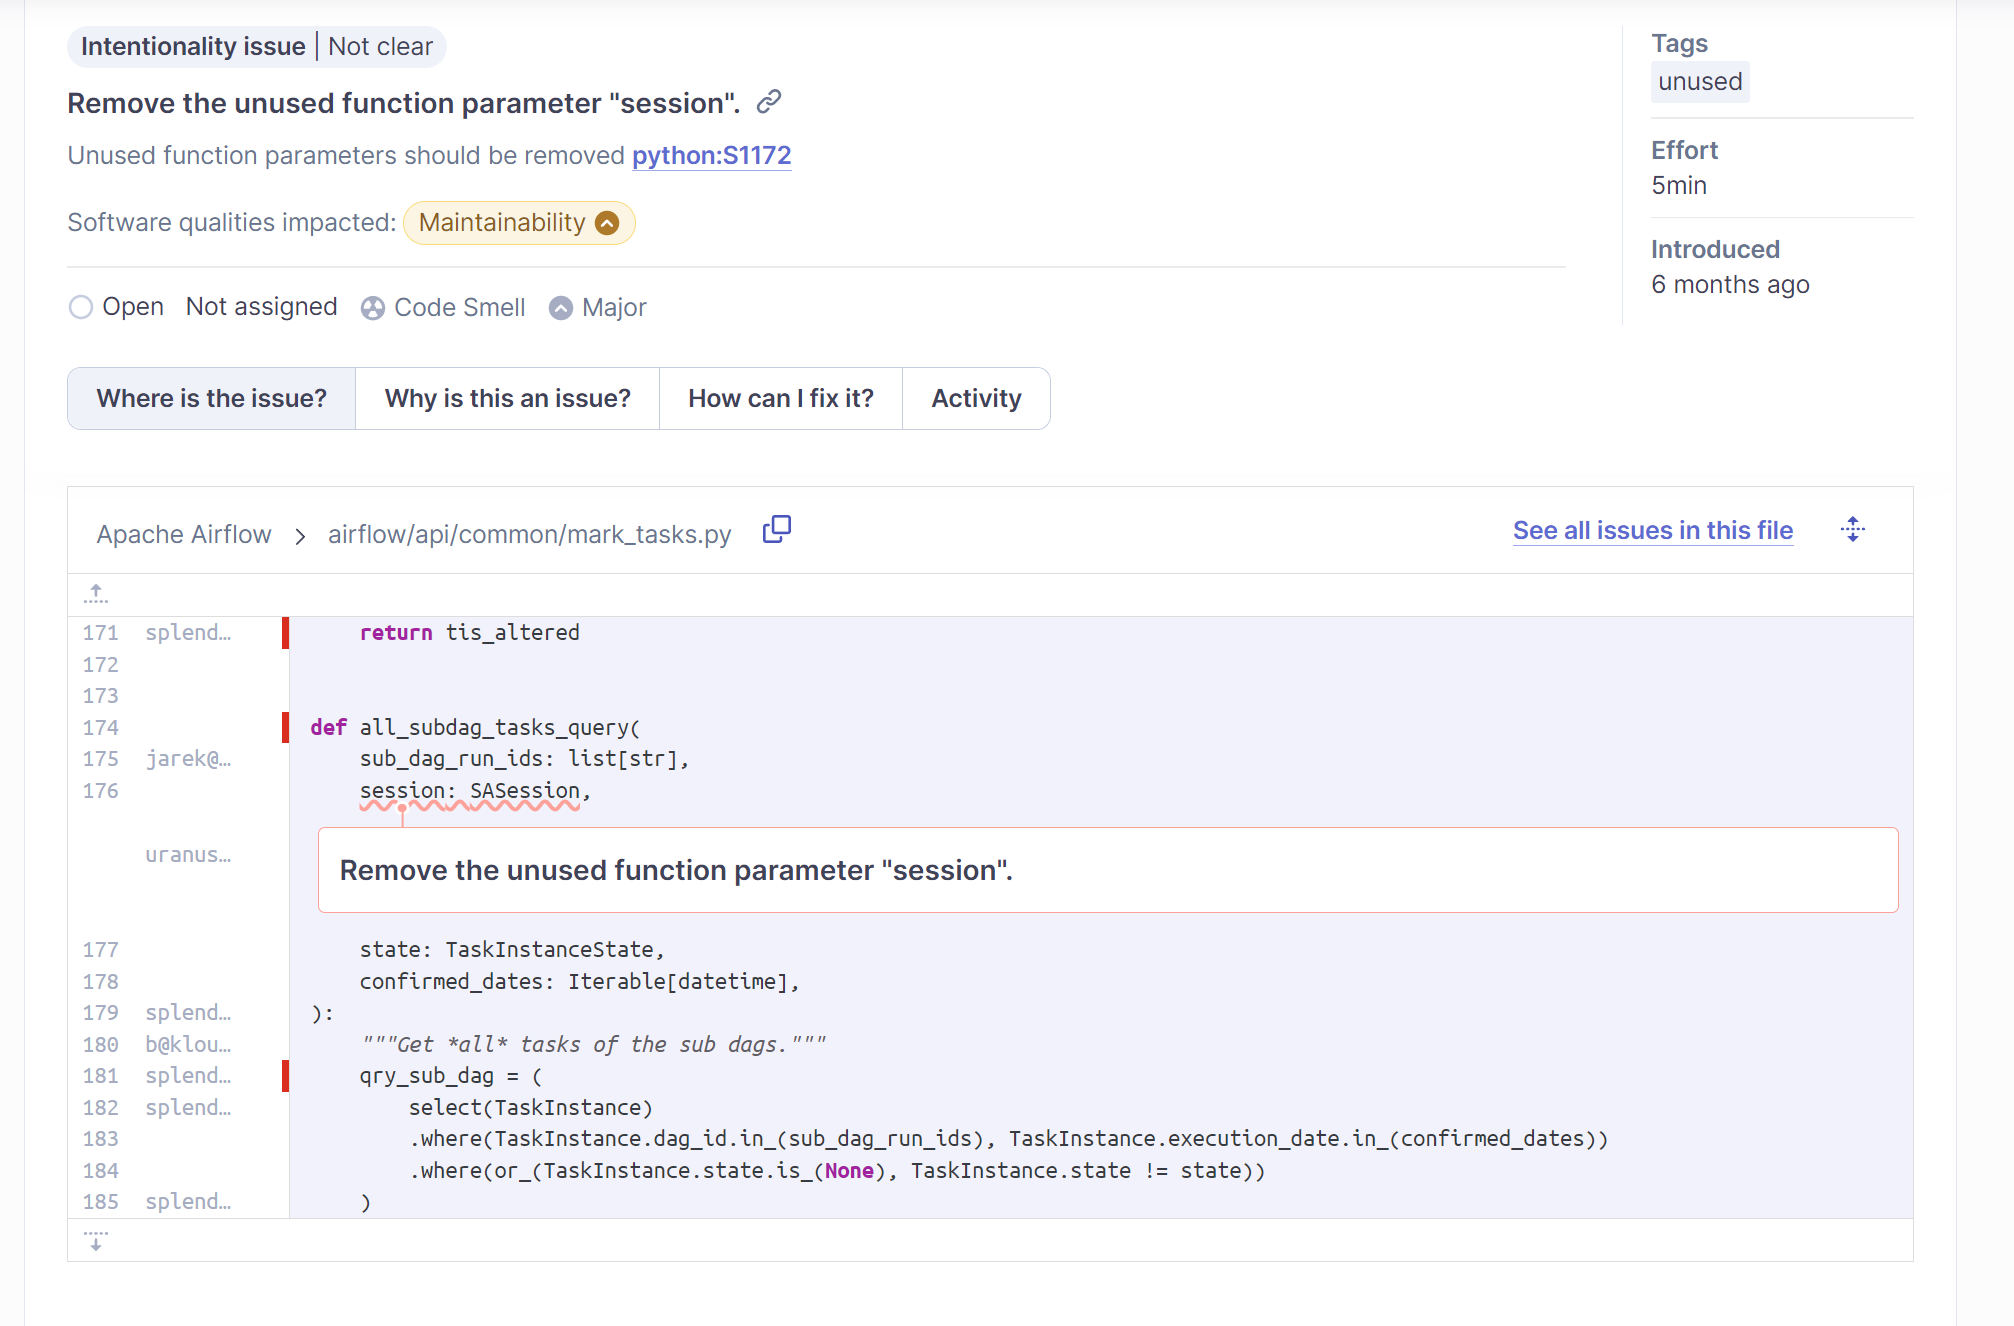 Intentionality issue | Not clear
Remove the unused function parameter "session".
Unused function parameters should be removed python:S1172
Software qualities impacted: Maintainability
Open Not assigned Code Smell Major
Tags
unused
Effort
5min
Introduced
6 months ago
Where is the issue? Why is this an issue? How can I fix it? Activity
Apache Airflow > airflow/api/common/mark_tasks.py See all issues in this file
171 splend… return tis_altered
172
173
174 def all_subdag_tasks_query(
175 jarek@… sub_dag_run_ids: list[str],
176 session: SASession,
uranus… Remove the unused function parameter "session".
177 state: TaskInstanceState,
178 confirmed_dates: Iterable[datetime],
179 splend… ):
180 b@klou… """Get *all* tasks of the sub dags."""
181 splend… qry_sub_dag = (
182 splend… select(TaskInstance)
183 .where(TaskInstance.dag_id.in_(sub_dag_run_ids), TaskInstance.execution_date.in_(confirmed_dates))
184 .where(or_(TaskInstance.state.is_(None), TaskInstance.state != state))
185 splend… )